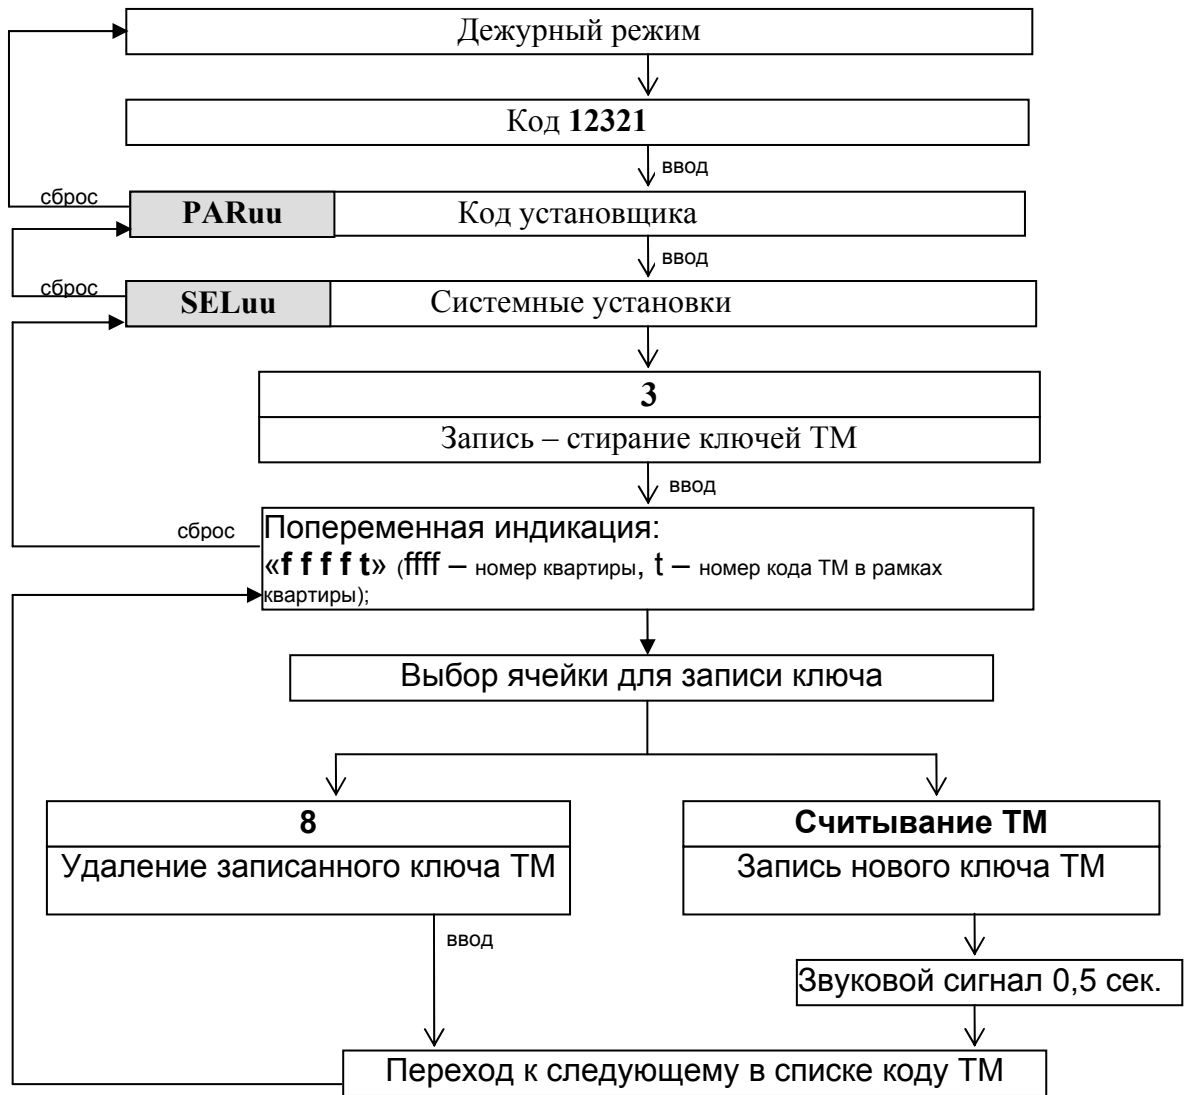 Дежурный режим
Код 12321
ввод
сброс
PARuu Код установщика
ввод
сброс
SELuu Системные установки
3
Запись – стирание ключей ТМ
ввод
сброс
Попеременная индикация:
«f f f f t» (ffff – номер квартиры, t – номер кода ТМ в рамках
квартиры);
Выбор ячейки для записи ключа
8
Удаление записанного ключа ТМ
Считывание ТМ
Запись нового ключа ТМ
ввод
Звуковой сигнал 0,5 сек.
Переход к следующему в списке коду ТМ